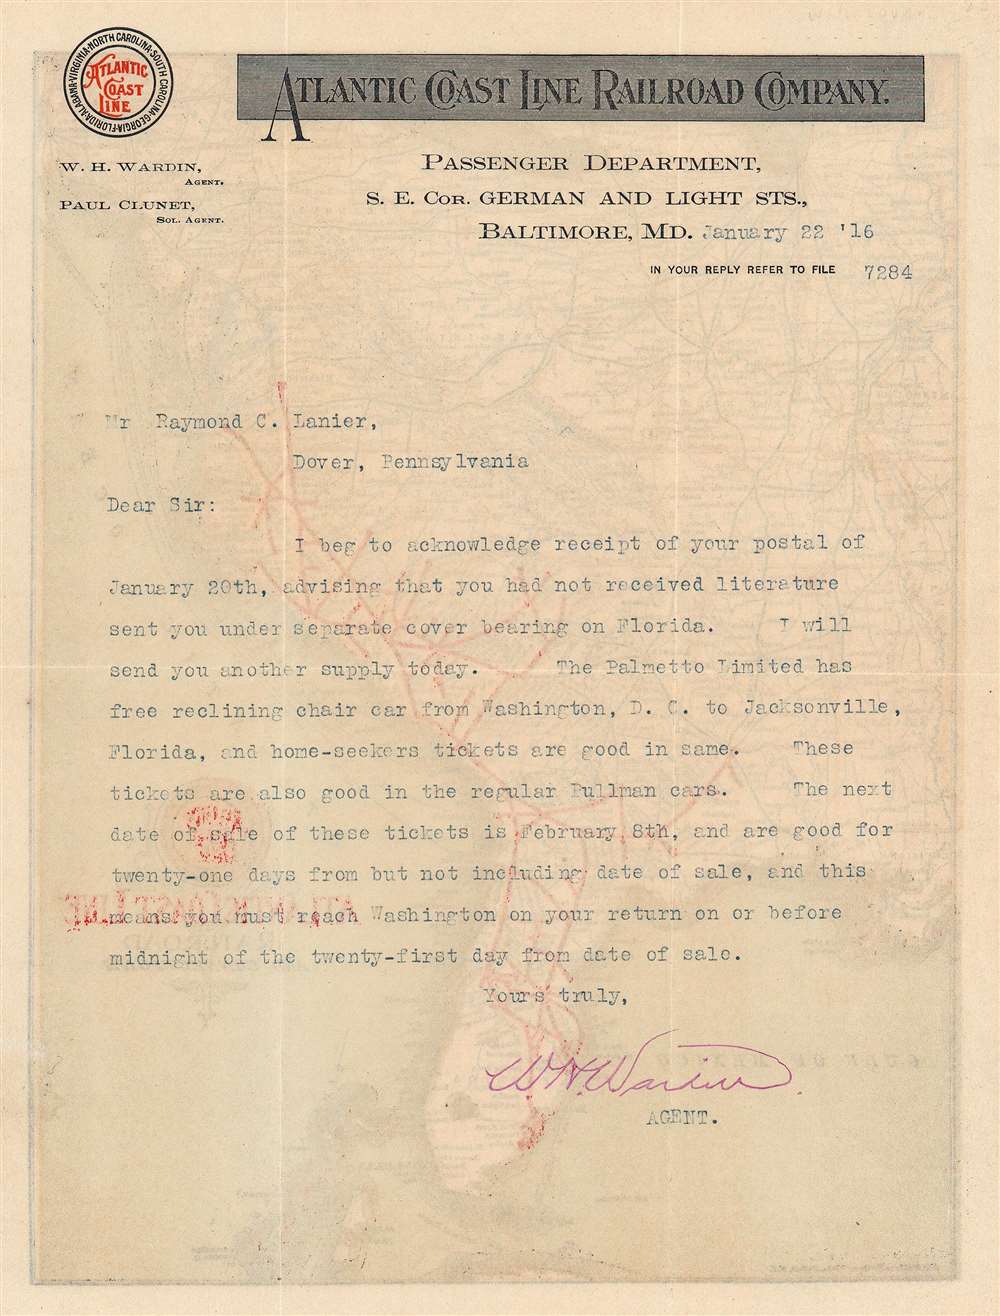 VIRGINIA-NORTH CAROLINA-SOUTH CAROLINA-GEORGIA-FLORIDA-ALABAMA
ATLANTIC
COAST
LINE
ATLANTIC COAST LINE RAILROAD COMPANY.
W. H. WARDIN,
AGENT.
PAUL CLUNET,
SOL. AGENT.
PASSENGER DEPARTMENT,
S. E. COR. GERMAN AND LIGHT STS.,
BALTIMORE, MD. January 22 '16
IN YOUR REPLY REFER TO FILE 7284
Mr Raymond C. Lanier,
Dover, Pennsylvania
Dear Sir:
I beg to acknowledge receipt of your postal of
January 20th, advising that you had not received literature
sent you under separate cover bearing on Florida. I will
send you another supply today. The Palmetto Limited has
free reclining chair car from Washington, D. C. to Jacksonville,
Florida, and home-seekers tickets are good in same. These
tickets are also good in the regular Pullman cars. The next
date of sale of these tickets is February 8th, and are good for
twenty-one days from but not including date of sale, and this
means you must reach Washington on your return on or before
midnight of the twenty-first day from date of sale.
Yours truly,
W.H. Wardin
AGENT.
ATLANTIC COAST LINE